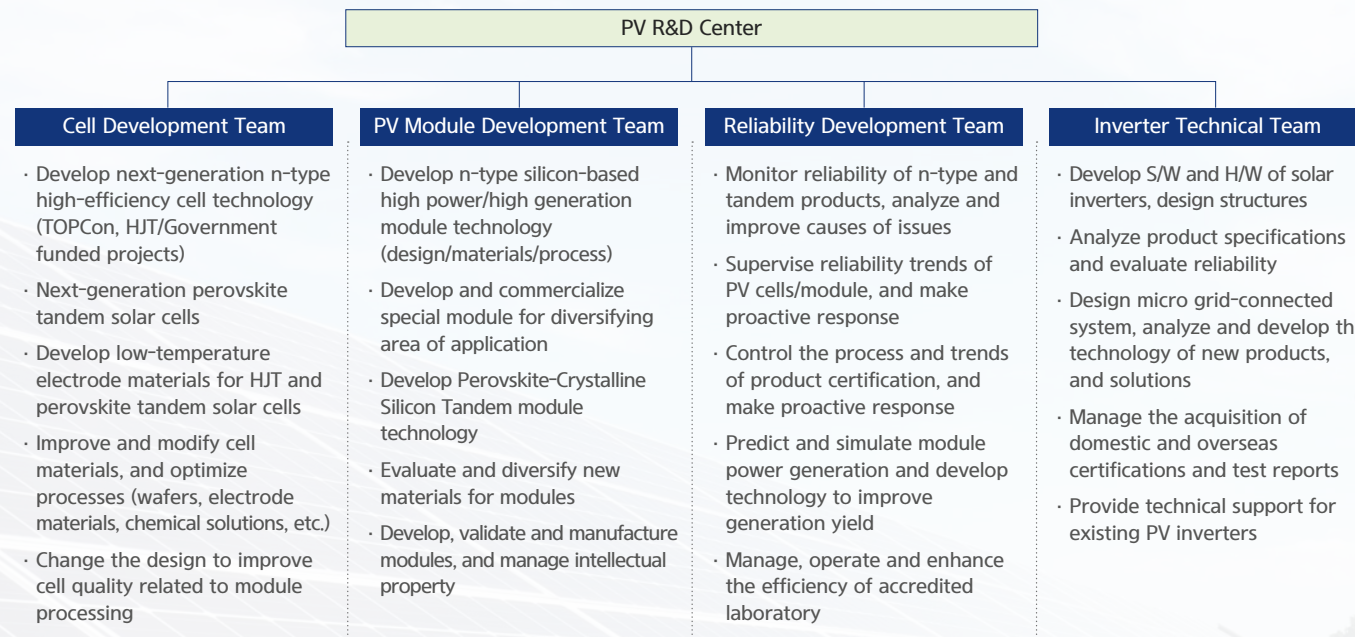 PV R&D Center
Cell Development Team
· Develop next-generation n-type
high-efficiency cell technology
(TOPCon, HJT/Government
funded projects)
· Next-generation perovskite
tandem solar cells
· Develop low-temperature
electrode materials for HJT and
perovskite tandem solar cells
· Improve and modify cell
materials, and optimize
processes (wafers, electrode
materials, chemical solutions, etc.)
· Change the design to improve
cell quality related to module
processing
PV Module Development Team
· Develop n-type silicon-based
high power/high generation
module technology
(design/materials/process)
· Develop and commercialize
special module for diversifying
area of application
· Develop Perovskite-Crystalline
Silicon Tandem module
technology
· Evaluate and diversify new
materials for modules
· Develop, validate and manufacture
modules, and manage intellectual
property
Reliability Development Team
· Monitor reliability of n-type and
tandem products, analyze and
improve causes of issues
· Supervise reliability trends of
PV cells/module, and make
proactive response
· Control the process and trends
of product certification, and
make proactive response
· Predict and simulate module
power generation and develop
technology to improve
generation yield
· Manage, operate and enhance
the efficiency of accredited
laboratory
Inverter Technical Team
· Develop S/W and H/W of solar
inverters, design structures
· Analyze product specifications
and evaluate reliability
· Design micro grid-connected
system, analyze and develop th
technology of new products,
and solutions
· Manage the acquisition of
domestic and overseas
certifications and test reports
· Provide technical support for
existing PV inverters